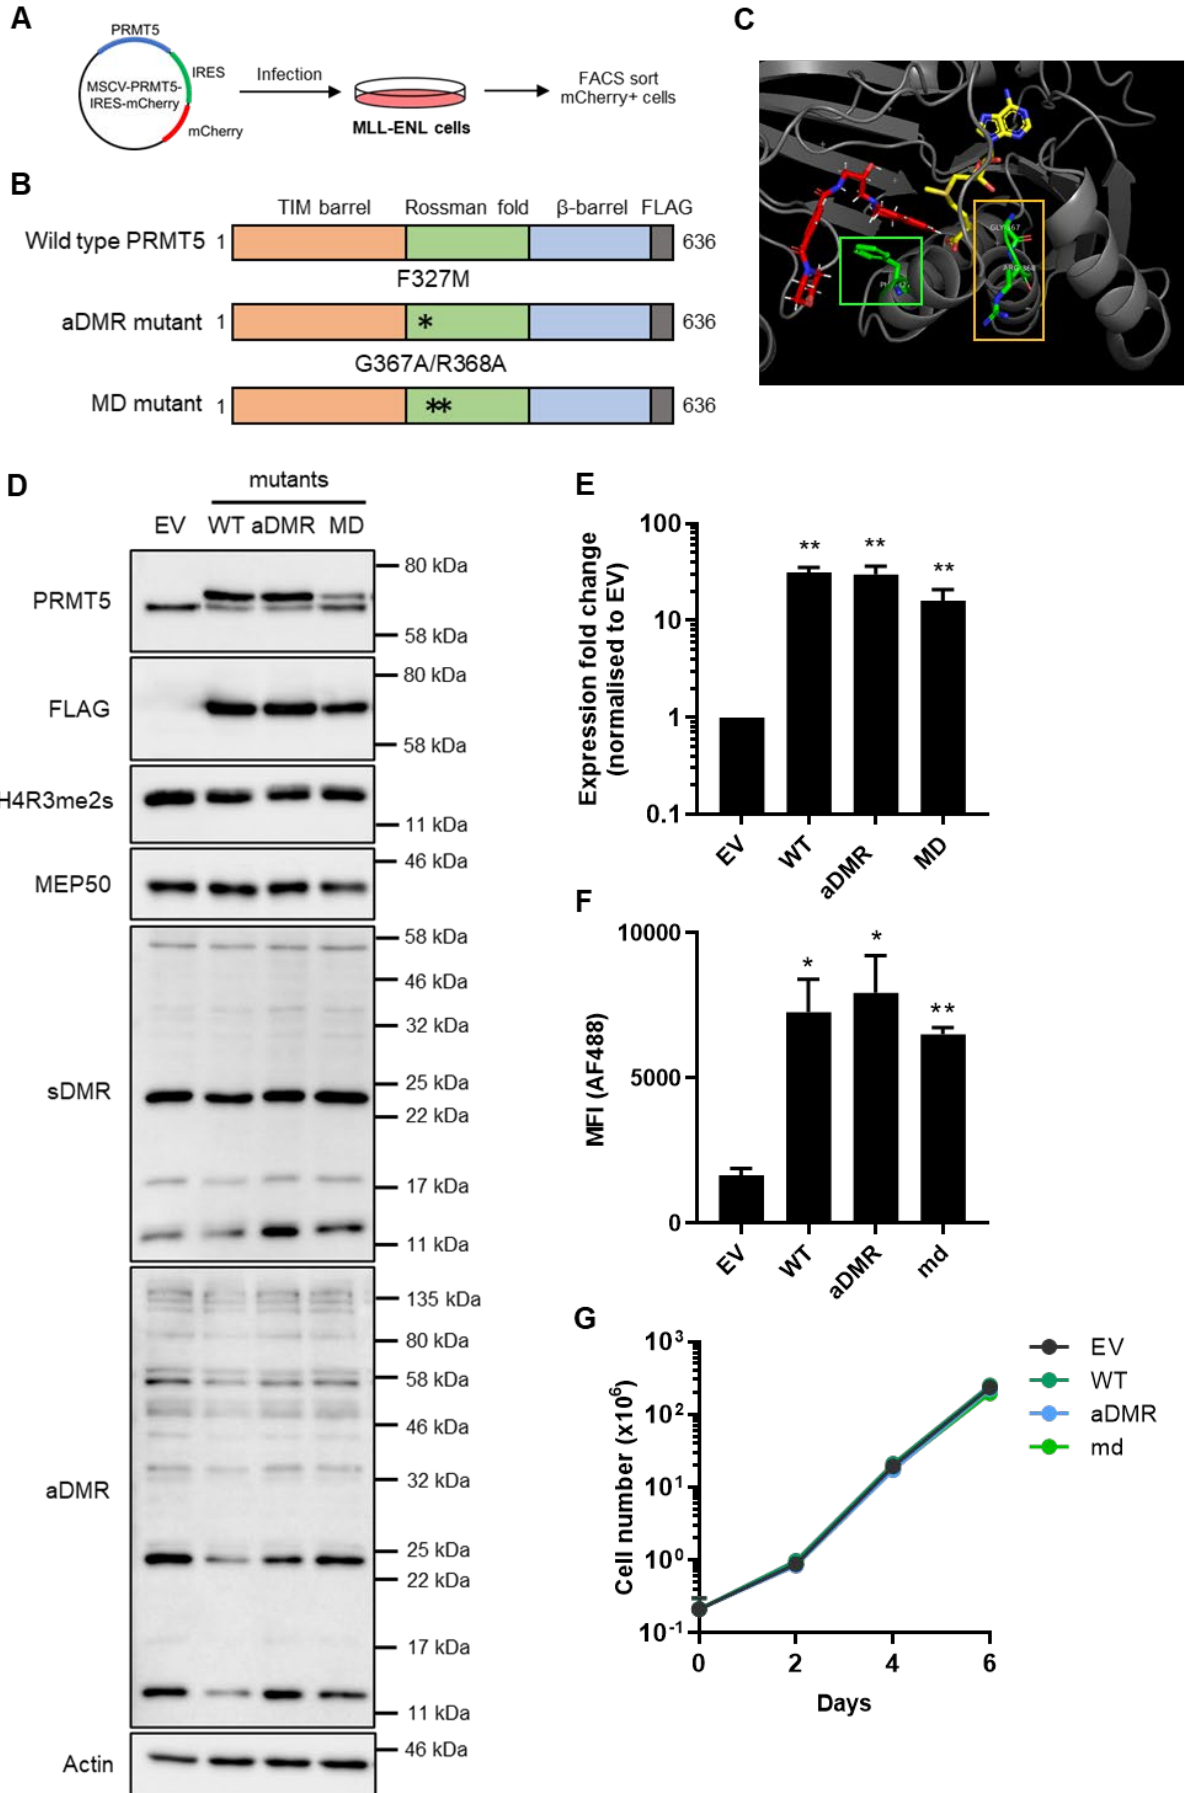 A
PRMT5
IRES
MSCV-PRMT5-
IRES-mCherry
mCherry
Infection
MLL-ENL cells
FACS sort
mCherry+ cells
B
TIM barrel Rossman fold β-barrel FLAG
Wild type PRMT5 1 636
F327M
aDMR mutant 1 * 636
G367A/R368A
MD mutant 1 ** 636
C
D
mutants
EV WT aDMR MD
PRMT5
80 kDa
58 kDa
FLAG
80 kDa
58 kDa
H4R3me2s
11 kDa
MEP50
46 kDa
sDMR
58 kDa
46 kDa
32 kDa
25 kDa
22 kDa
17 kDa
11 kDa
aDMR
135 kDa
80 kDa
58 kDa
46 kDa
32 kDa
25 kDa
22 kDa
17 kDa
11 kDa
Actin
46 kDa
E
Expression fold change
(normalised to EV)
100
10
1
0.1
** ** **
EV WT aDMR MD
F
MFI (AF488)
10000
5000
0
* * **
EV WT aDMR md
G
Cell number (x10⁶)
10³
10²
10¹
10⁰
10⁻¹
0 2 4 6
Days
EV
WT
aDMR
md